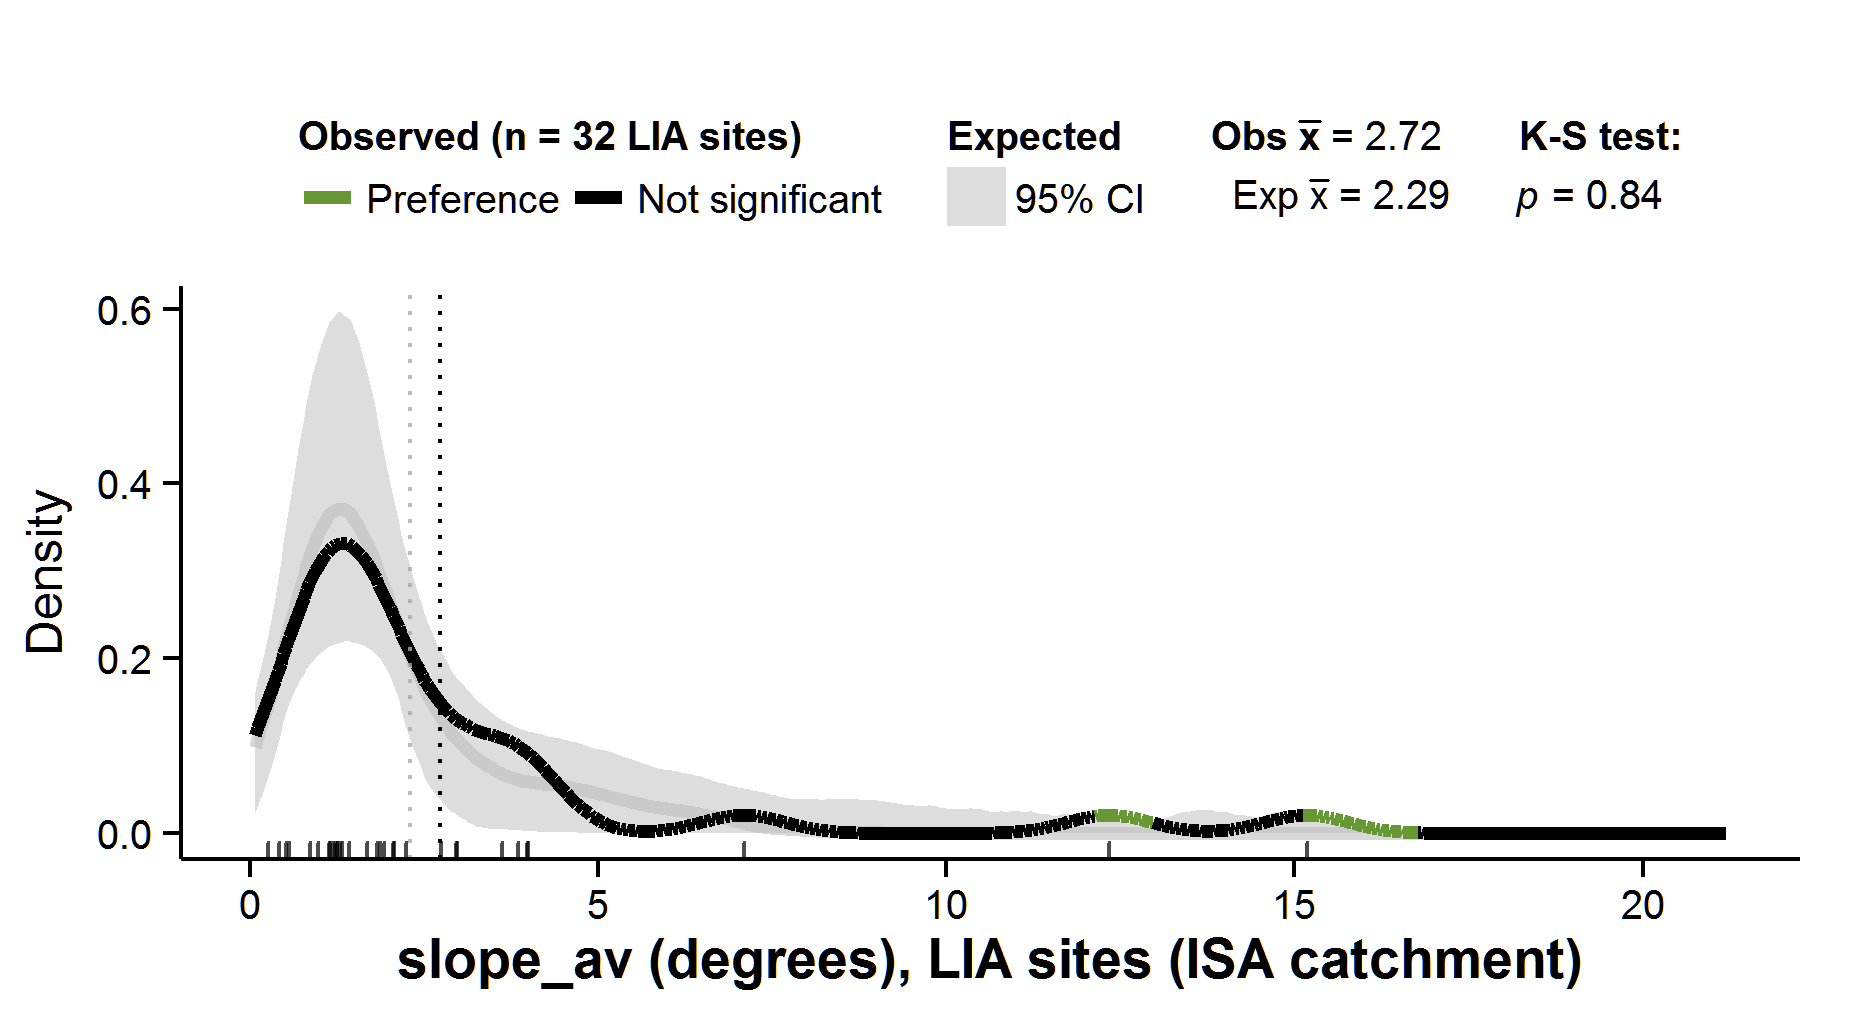 Observed (n = 32 LIA sites) Expected Obs x̅ = 2.72 K-S test:
Preference Not significant 95% CI Exp x̅ = 2.29 p = 0.84
0.6
0.4
0.2
0.0
Density
0 5 10 15 20
slope_av (degrees), LIA sites (ISA catchment)